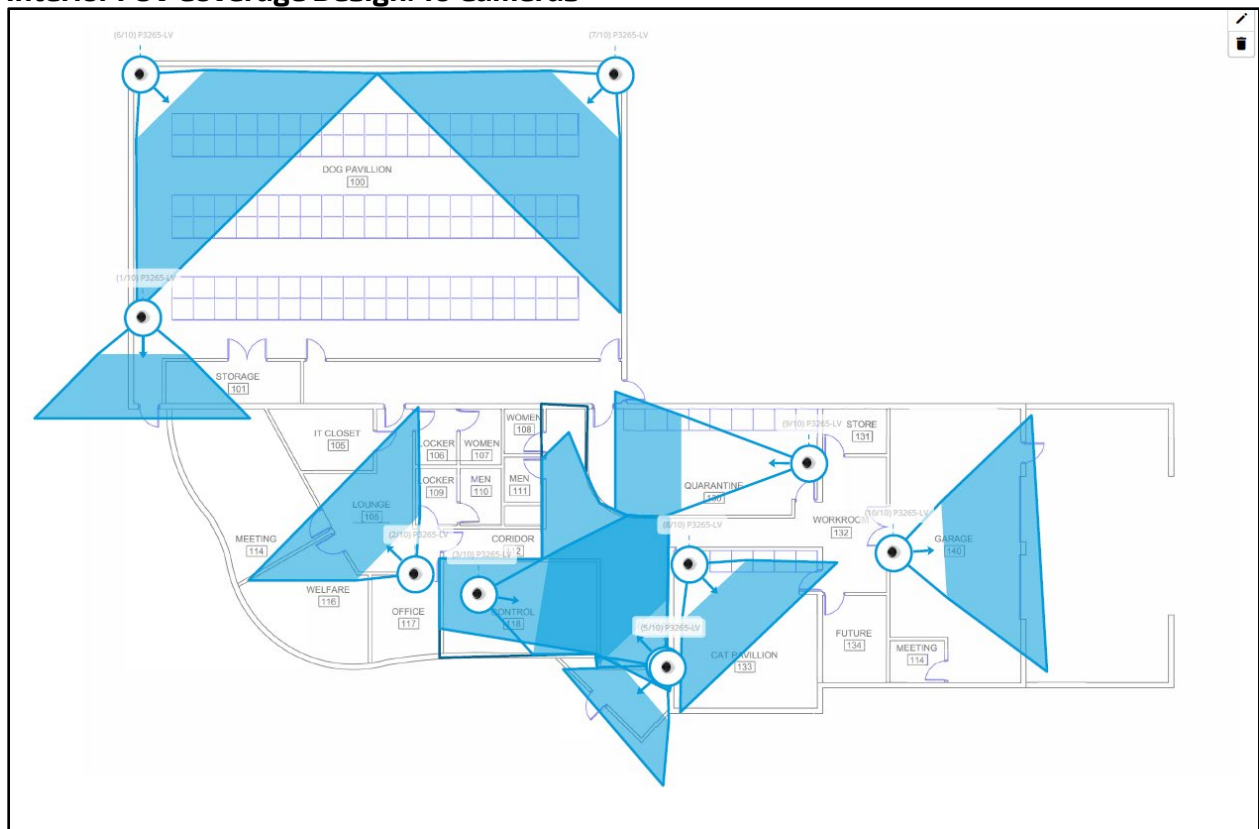 Interior Coverage Design: 10 Cameras
(6/10) P3265-LV
(7/10) P3265-LV
DOG PAVILLION
100
(1/10) P3265-LV
STORAGE
101
WOMEN
108
IT CLOSET
105
LOCKER
106
WOMEN
107
(9/10) P3265-LV
STORE
131
LOCKER
109
MEN
110
MEN
111
QUARANTINE
LOUNGE
105
(10/10) P3265-LV
(8/10) P3265-LV
WORKROOM
132
MEETING
114
(2/10) P3265-LV
CORIDOR
GARAGE
140
(3/10) P3265-LV
WELFARE
116
OFFICE
117
CONTROL
118
(5/10) P3265-LV
FUTURE
134
MEETING
114
CAT PAVILLION
133